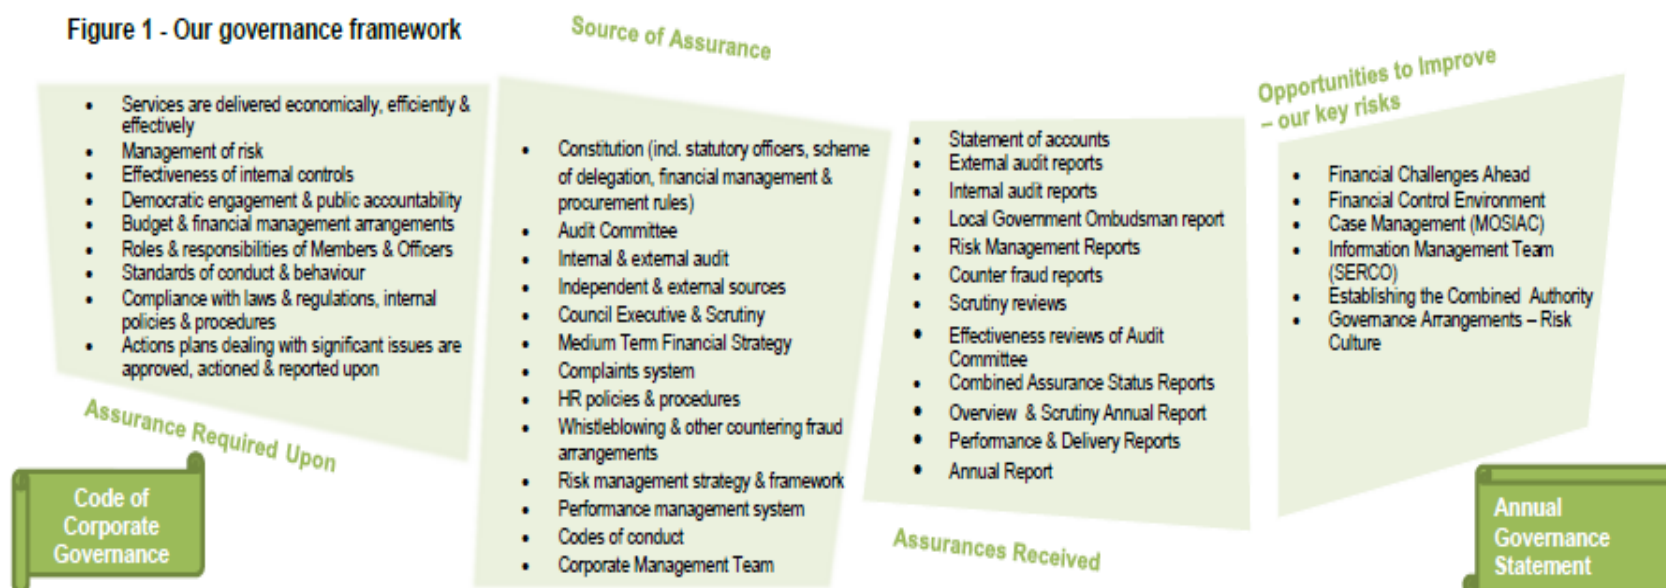 Figure 1 - Our governance framework
Services are delivered economically, efficiently &
effectively
Management of risk
Effectiveness of internal controls
Democratic engagement & public accountability
Budget & financial management arrangements
Roles & responsibilities of Members & Officers
Standards of conduct & behaviour
Compliance with laws & regulations, internal
policies & procedures
Actions plans dealing with significant issues are
approved, actioned & reported upon
Assurance Required Upon
Code of
Corporate
Governance
Source of Assurance
Constitution (incl. statutory officers, scheme
of delegation, financial management &
procurement rules)
Audit Committee
Internal & external audit
Independent & external sources
Council Executive & Scrutiny
Medium Term Financial Strategy
Complaints system
HR policies & procedures
Whistleblowing & other countering fraud
arrangements
Risk management strategy & framework
Performance management system
Codes of conduct
Corporate Management Team
Statement of accounts
External audit reports
Internal audit reports
Local Government Ombudsman report
Risk Management Reports
Counter fraud reports
Scrutiny reviews
Effectiveness reviews of Audit
Committee
Combined Assurance Status Reports
Overview & Scrutiny Annual Report
Performance & Delivery Reports
Annual Report
Assurances Received
Opportunities to Improve
– our key risks
Financial Challenges Ahead
Financial Control Environment
Case Management (MOSIAC)
Information Management Team
(SERCO)
Establishing the Combined Authority
Governance Arrangements – Risk
Culture
Annual
Governance
Statement